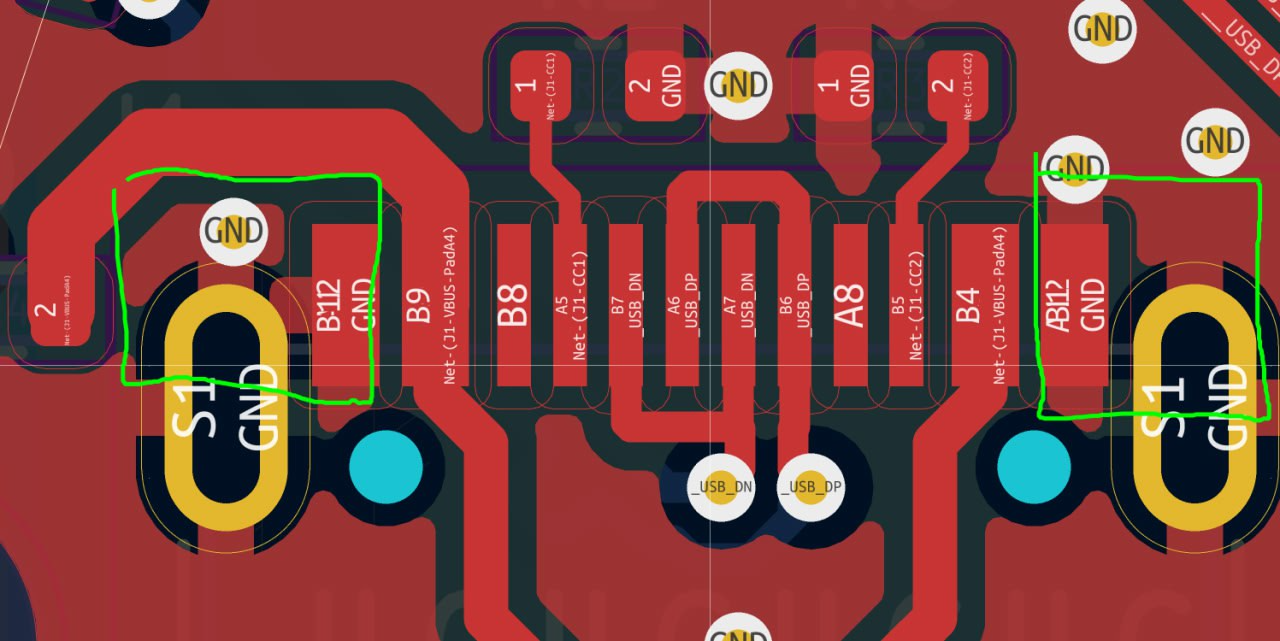 GND
GND
_USB_D
1
Net-(J1-CC1)
2
GND
GND
1
GND
2
Net-(J1-CC2)
GND
GND
2
Net-(J1-VBUS-PadA4)
B9
Net-(J1-VBUS-PadA4)
B8
A5
Net-(J1-CC1)
B7
_USB_DN
A6
_USB_DP
A7
_USB_DN
B6
_USB_DP
A8
B5
Net-(J1-CC2)
B4
Net-(J1-VBUS-PadA4)
GND
GND
S1
GND
S1
GND
_USB_DN
_USB_DP
GND